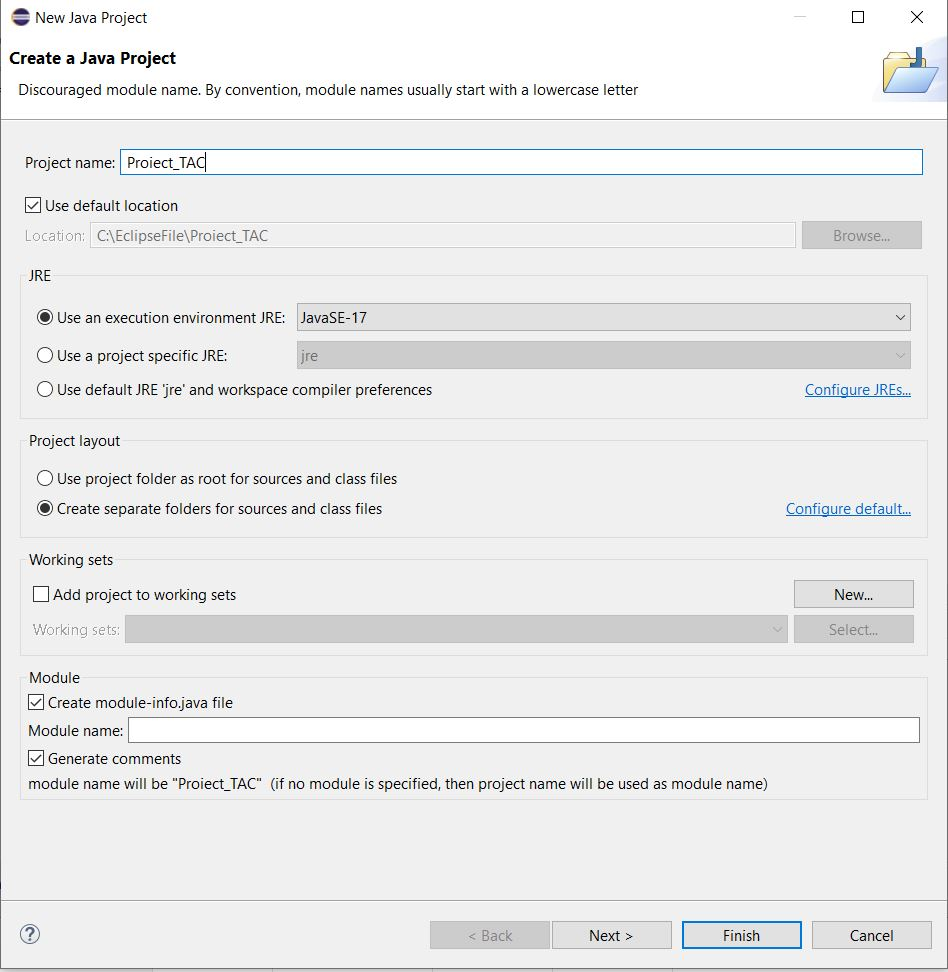 New Java Project
Create a Java Project
Discouraged module name. By convention, module names usually start with a lowercase letter
Project name: Proiect_TAC
Use default location
Location: C:\EclipseFile\Proiect_TAC Browse...
JRE
Use an execution environment JRE: JavaSE-17
Use a project specific JRE: jre
Use default JRE 'jre' and workspace compiler preferences Configure JREs...
Project layout
Use project folder as root for sources and class files
Create separate folders for sources and class files Configure default...
Working sets
Add project to working sets New...
Working sets: Select...
Module
Create module-info.java file
Module name:
Generate comments
module name will be "Proiect_TAC" (if no module is specified, then project name will be used as module name)
? < Back Next > Finish Cancel